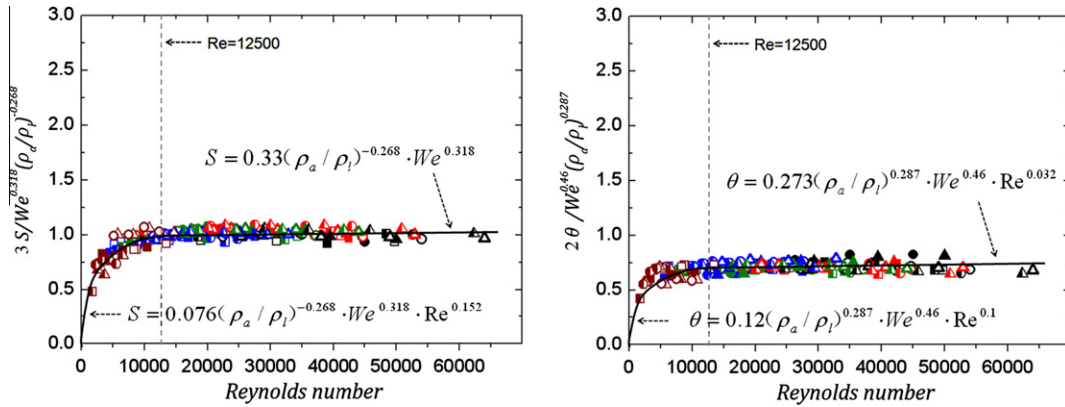 3.0
2.5
2.0
1.5
1.0
0.5
0.0
3 S/We^0.318(ρa/ρl)^-0.268
Re=12500
S = 0.33(ρa / ρl)^−0.268 · We^0.318
S = 0.076(ρa / ρl)^−0.268 · We^0.318 · Re^0.152
0 10000 20000 30000 40000 50000 60000
Reynolds number
3.0
2.5
2.0
1.5
1.0
0.5
0.0
2 θ /We^0.46(ρa/ρl)^0.287
Re=12500
θ = 0.273(ρa / ρl)^0.287 · We^0.46 · Re^0.032
θ = 0.12(ρa / ρl)^0.287 · We^0.46 · Re^0.1
0 10000 20000 30000 40000 50000 60000
Reynolds number